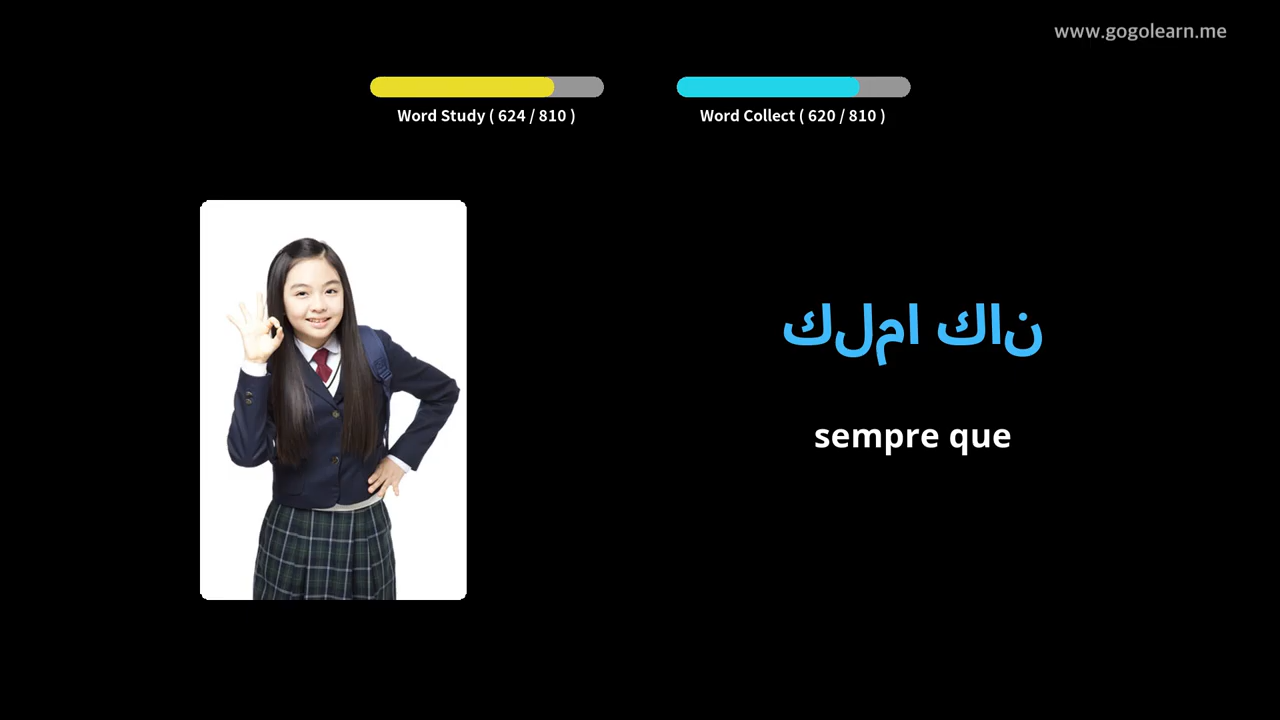 www.gogolearn.me
Word Study ( 624 / 810 )
Word Collect ( 620 / 810 )
كلما كان
sempre que